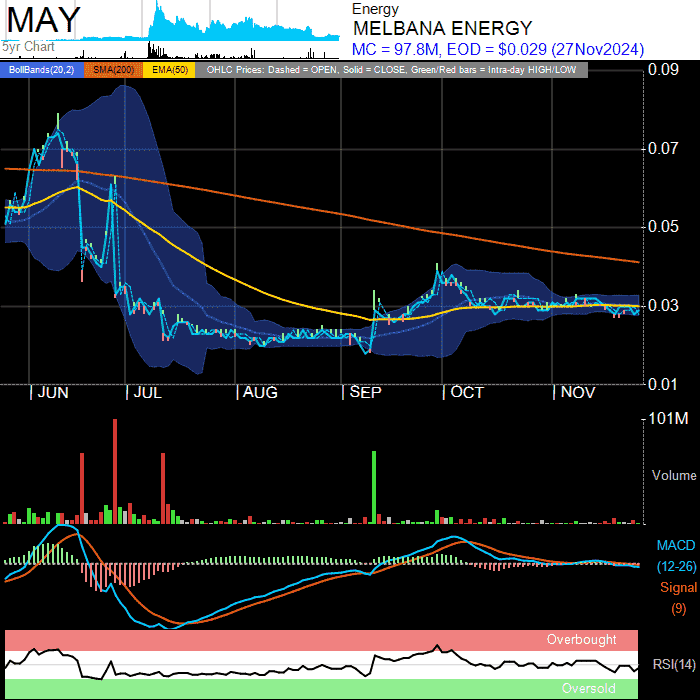 MAY
5yr Chart
Energy
MELBANA ENERGY
MC = 97.8M, EOD = $0.029 (27Nov2024)
BollBands(20,2) SMA(200) EMA(50) OHLC Prices: Dashed = OPEN, Solid = CLOSE, Green/Red bars = Intra-day HIGH/LOW
0.09
0.07
0.05
0.03
0.01
JUN JUL AUG SEP OCT NOV
101M
Volume
MACD
(12-26)
Signal
(9)
Overbought
RSI(14)
Oversold